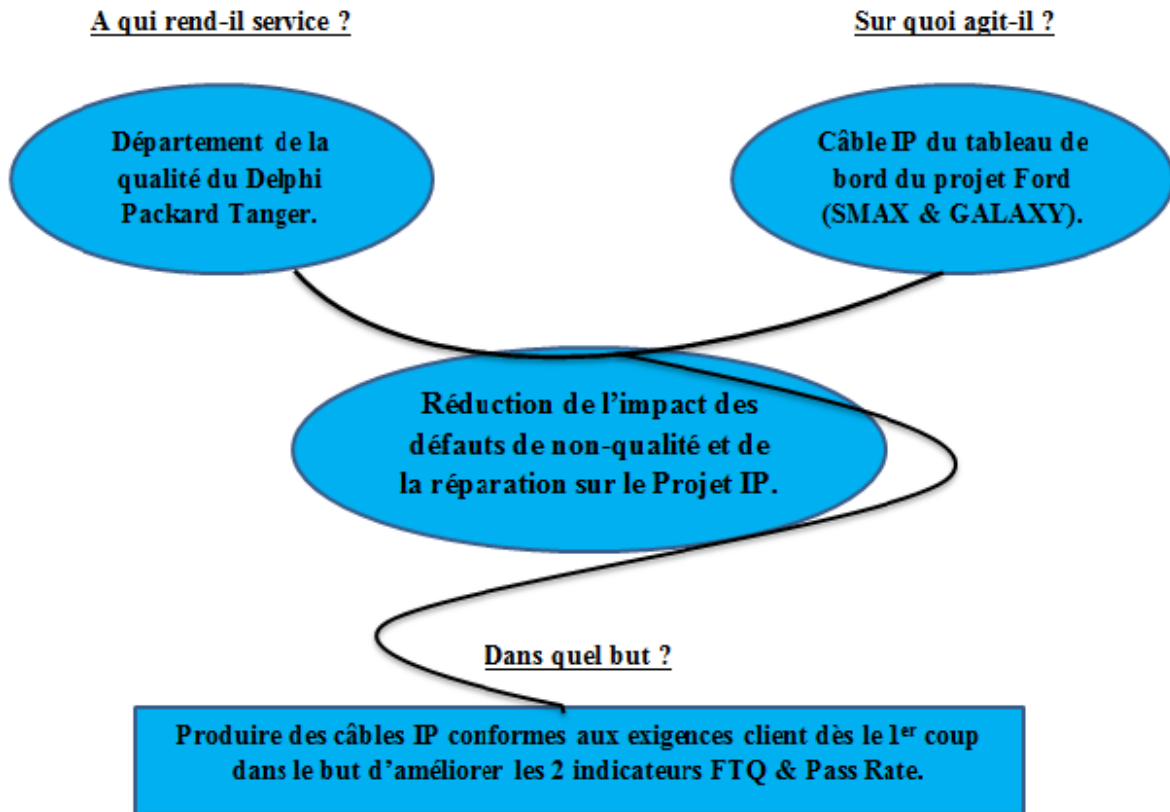 A qui rend-il service ?
Sur quoi agit-il ?
Département de la
qualité du Delphi
Packard Tanger.
Câble IP du tableau de
bord du projet Ford
(SMAX & GALAXY).
Réduction de l'impact des
défauts de non-qualité et de
la réparation sur le Projet IP.
Dans quel but ?
Produire des câbles IP conformes aux exigences client dès le 1er coup
dans le but d'améliorer les 2 indicateurs FTQ & Pass Rate.